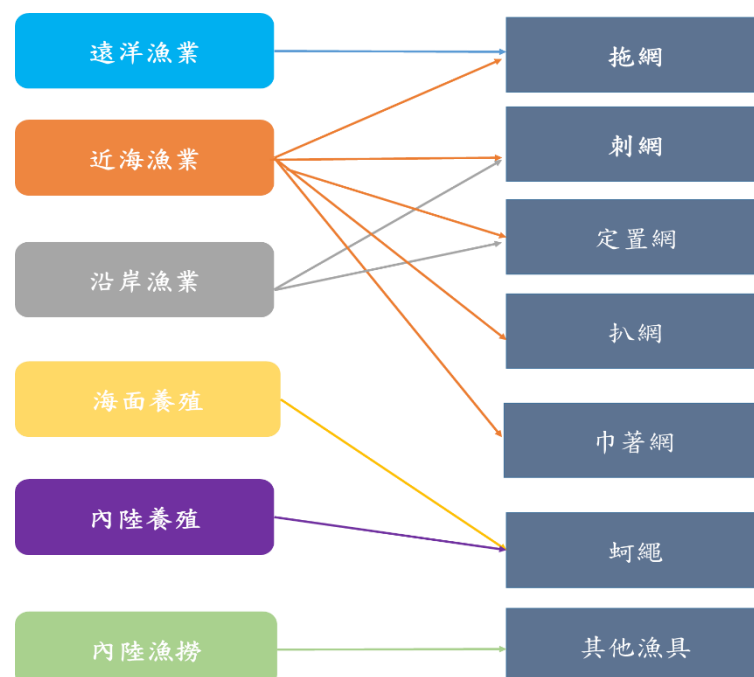 遠洋漁業
近海漁業
沿岸漁業
海面養殖
內陸養殖
內陸漁撈
拖網
刺網
定置網
扒網
巾著網
蚵繩
其他漁具